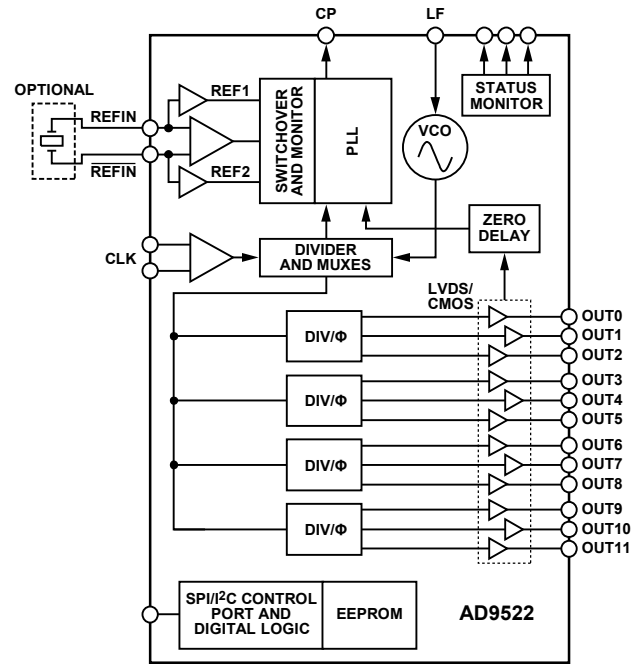 CP
LF
OPTIONAL
REFIN
REFIN
REF1
REF2
SWITCHOVER
AND MONITOR
PLL
VCO
STATUS
MONITOR
ZERO
DELAY
CLK
DIVIDER
AND MUXES
LVDS/
CMOS
DIV/Φ
OUT0
OUT1
OUT2
DIV/Φ
OUT3
OUT4
OUT5
DIV/Φ
OUT6
OUT7
OUT8
DIV/Φ
OUT9
OUT10
OUT11
SPI/I²C CONTROL
PORT AND
DIGITAL LOGIC
EEPROM
AD9522